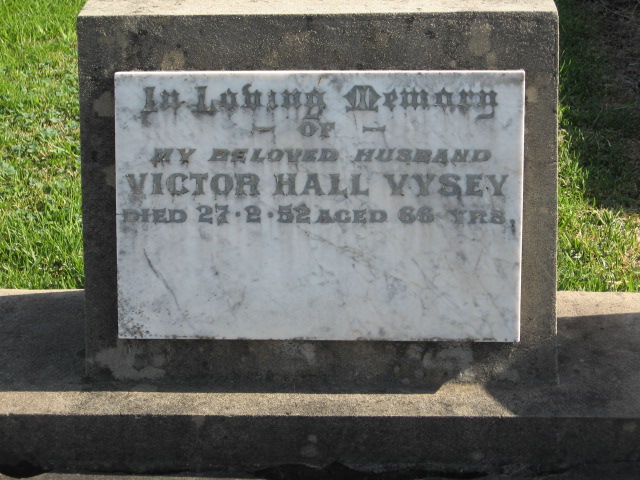 In Loving Memory
– OF –
MY BELOVED HUSBAND
VICTOR HALL VYSEY
DIED 27·2·52 AGED 66 YRS.